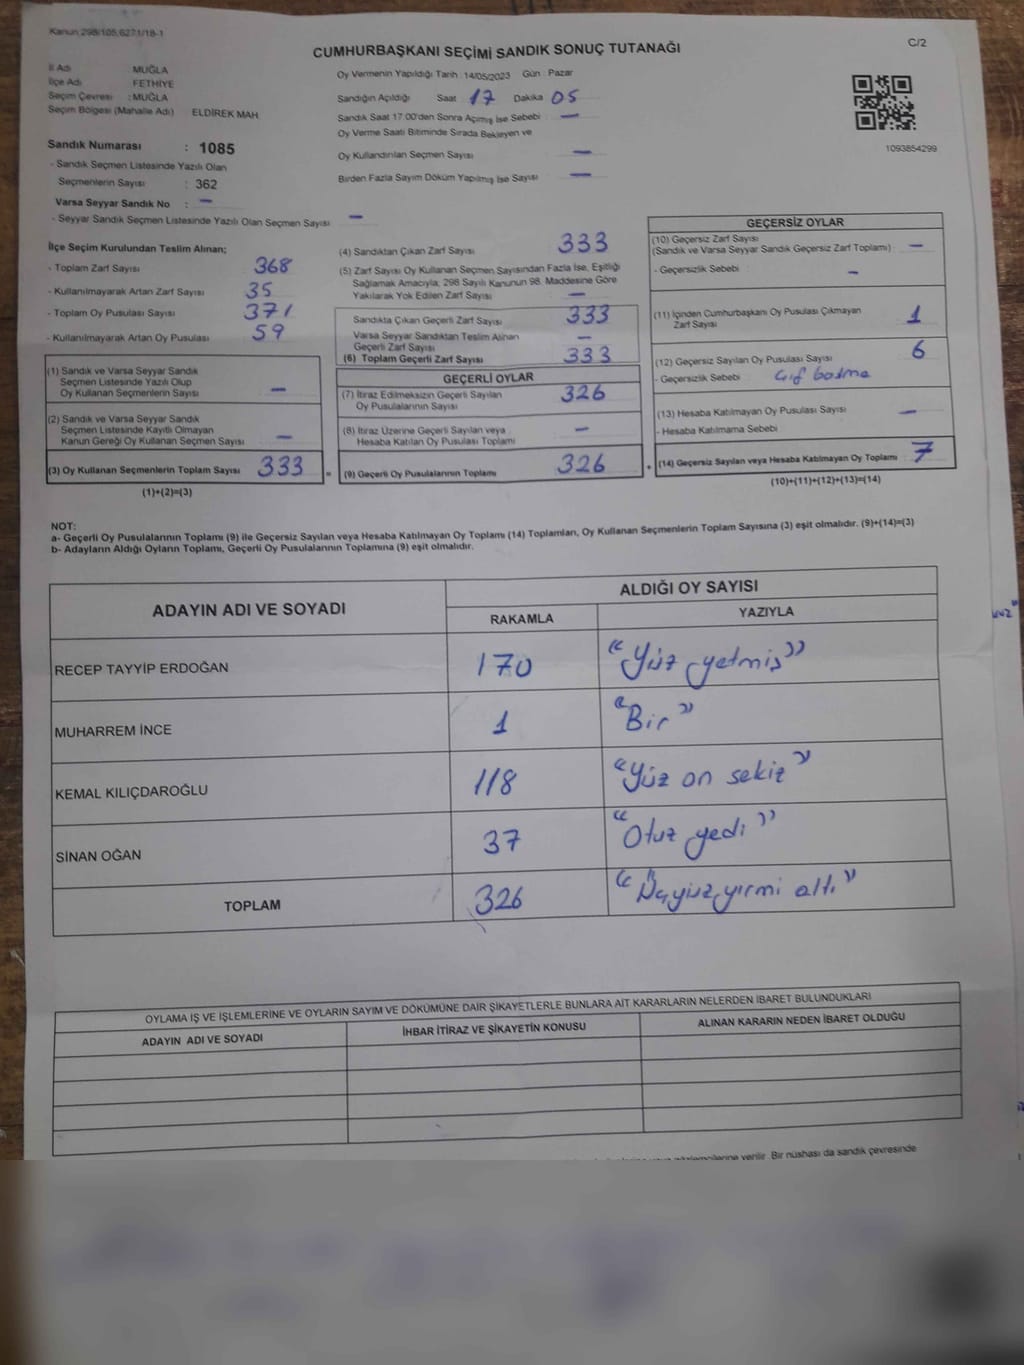 Kanun 298/105,6271/18-1
C/2
CUMHURBAŞKANI SEÇİMİ SANDIK SONUÇ TUTANAĞI
İl Adı : MUĞLA
İlçe Adı : FETHİYE
Seçim Çevresi : MUĞLA
Seçim Bölgesi (Mahalle Adı) ELDİREK MAH.
Sandık Numarası : 1085
- Sandık Seçmen Listesinde Yazılı Olan
Seçmenlerin Sayısı : 362
Varsa Seyyar Sandık No : —
- Seyyar Sandık Seçmen Listesinde Yazılı Olan Seçmen Sayısı —
Oy Vermenin Yapıldığı Tarih : 14/05/2023 Gün : Pazar
Sandığın Açıldığı Saat 17 Dakika 05
Sandık Saat 17.00'den Sonra Açılmış İse Sebebi : —
Oy Verme Saati Bitiminde Sırada Bekleyen ve
Oy Kullandırılan Seçmen Sayısı —
Birden Fazla Sayım Döküm Yapılmış İse Sayısı —
1093854299
İlçe Seçim Kurulundan Teslim Alınan;
- Toplam Zarf Sayısı 368
- Kullanılmayarak Artan Zarf Sayısı 35
- Toplam Oy Pusulası Sayısı 371
- Kullanılmayarak Artan Oy Pusulası 59
(1) Sandık ve Varsa Seyyar Sandık
Seçmen Listesinde Yazılı Olup
Oy Kullanan Seçmenlerin Sayısı —
(2) Sandık ve Varsa Seyyar Sandık
Seçmen Listesinde Kayıtlı Olmayan
Kanun Gereği Oy Kullanan Seçmen Sayısı —
(3) Oy Kullanan Seçmenlerin Toplam Sayısı 333 =
(1)+(2)=(3)
(4) Sandıktan Çıkan Zarf Sayısı 333
(5) Zarf Sayısı Oy Kullanan Seçmen Sayısından Fazla İse, Eşitliği
Sağlamak Amacıyla, 298 Sayılı Kanunun 98. Maddesine Göre
Yakılarak Yok Edilen Zarf Sayısı —
Sandıkta Çıkan Geçerli Zarf Sayısı 333
Varsa Seyyar Sandıktan Teslim Alınan
Geçerli Zarf Sayısı —
(6) Toplam Geçerli Zarf Sayısı 333
GEÇERLİ OYLAR
(7) İtiraz Edilmeksizin Geçerli Sayılan
Oy Pusulalarının Sayısı 326
(8) İtiraz Üzerine Geçerli Sayılan veya
Hesaba Katılan Oy Pusulası Toplamı —
(9) Geçerli Oy Pusulalarının Toplamı 326 +
GEÇERSİZ OYLAR
(10) Geçersiz Zarf Sayısı
(Sandık ve Varsa Seyyar Sandık Geçersiz Zarf Toplamı) —
- Geçersizlik Sebebi : —
(11) İçinden Cumhurbaşkanı Oy Pusulası Çıkmayan
Zarf Sayısı 1
(12) Geçersiz Sayılan Oy Pusulası Sayısı 6
- Geçersizlik Sebebi : Çif basma
(13) Hesaba Katılmayan Oy Pusulası Sayısı —
- Hesaba Katılmama Sebebi
(14) Geçersiz Sayılan veya Hesaba Katılmayan Oy Toplamı 7
(10)+(11)+(12)+(13)=(14)
NOT:
a- Geçerli Oy Pusulalarının Toplamı (9) ile Geçersiz Sayılan veya Hesaba Katılmayan Oy Toplamı (14) Toplamları, Oy Kullanan Seçmenlerin Toplam Sayısına (3) eşit olmalıdır. (9)+(14)=(3)
b- Adayların Aldığı Oyların Toplamı, Geçerli Oy Pusulalarının Toplamına (9) eşit olmalıdır.
ADAYIN ADI VE SOYADI
ALDIĞI OY SAYISI
RAKAMLA YAZIYLA
RECEP TAYYİP ERDOĞAN 170 "Yüz yetmiş"
MUHARREM İNCE 1 "Bir"
KEMAL KILIÇDAROĞLU 118 "Yüz on sekiz"
SİNAN OĞAN 37 "Otuz yedi"
TOPLAM 326 "Üçyüzyirmi altı"
OYLAMA İŞ VE İŞLEMLERİNE VE OYLARIN SAYIM VE DÖKÜMÜNE DAİR ŞİKAYETLERLE BUNLARA AİT KARARLARIN NELERDEN İBARET BULUNDUKLARI
ADAYIN ADI VE SOYADI İHBAR İTİRAZ VE ŞİKAYETİN KONUSU ALINAN KARARIN NEDEN İBARET OLDUĞU
gözlemcilerine verilir. Bir nüshası da sandık çevresinde